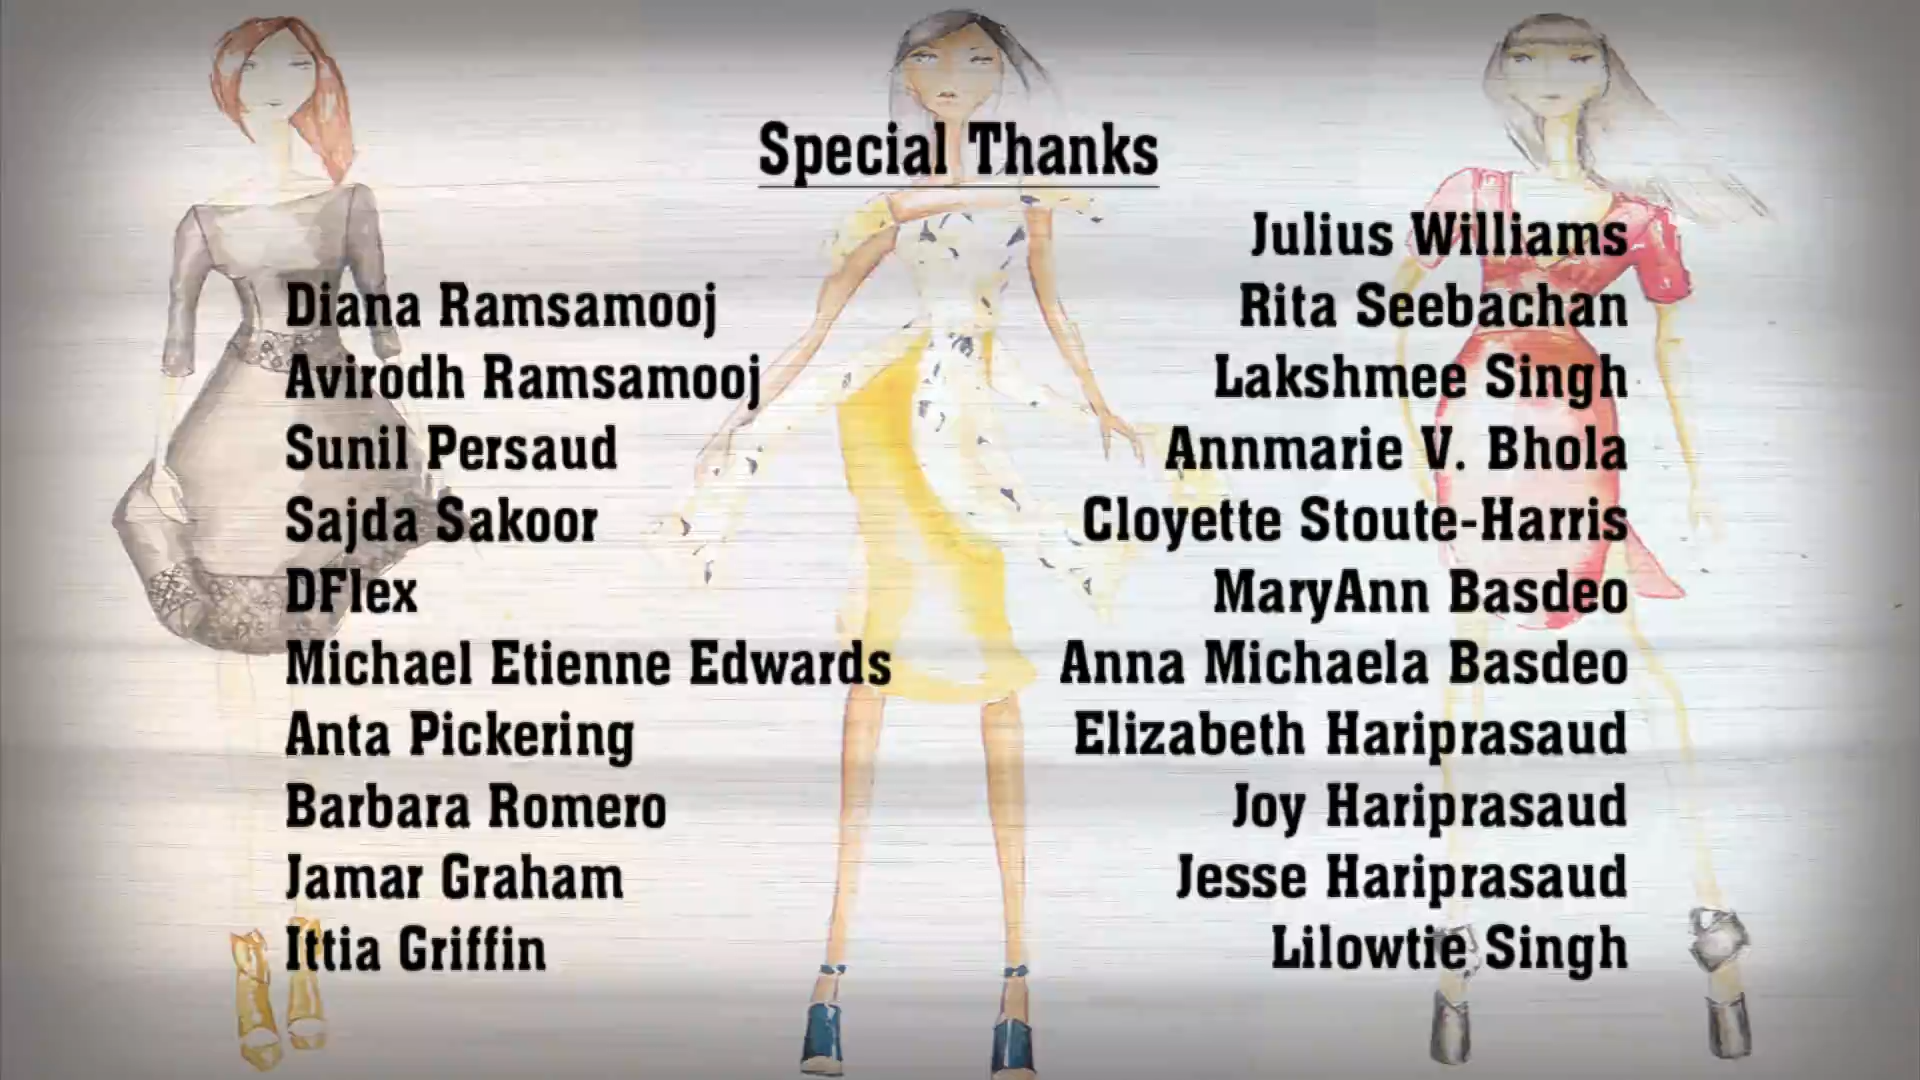 Special Thanks
Diana Ramsamooj
Avirodh Ramsamooj
Sunil Persaud
Sajda Sakoor
DFlex
Michael Etienne Edwards
Anta Pickering
Barbara Romero
Jamar Graham
Ittia Griffin
Julius Williams
Rita Seebachan
Lakshmee Singh
Annmarie V. Bhola
Cloyette Stoute-Harris
MaryAnn Basdeo
Anna Michaela Basdeo
Elizabeth Hariprasaud
Joy Hariprasaud
Jesse Hariprasaud
Lilowtie Singh